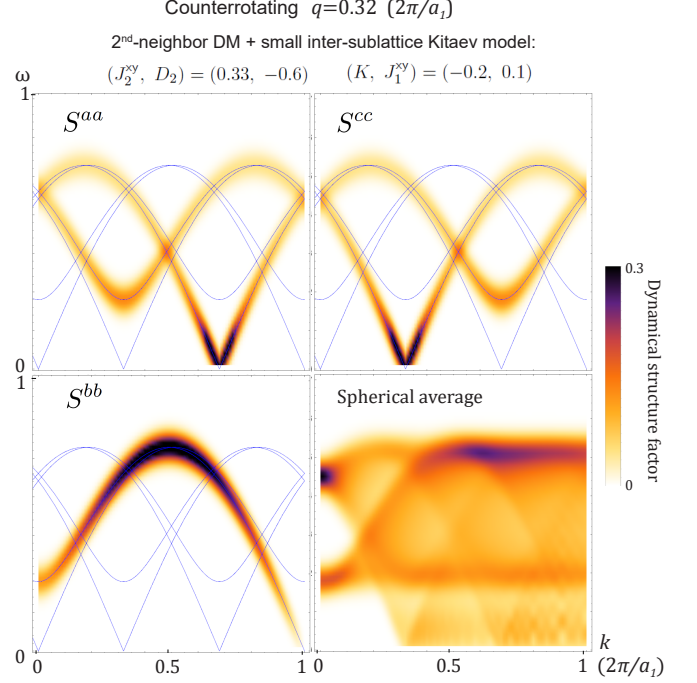 Counterrotating q=0.32 (2π/a₁)
2ⁿᵈ-neighbor DM + small inter-sublattice Kitaev model:
(J₂ˣʸ, D₂) = (0.33, −0.6) (K, J₁ˣʸ) = (−0.2, 0.1)
ω
1
Sᵃᵃ
Sᶜᶜ
0
1
Sᵇᵇ
Spherical average
0.3
Dynamical structure factor
0
0
0
0.5
1
0
0.5
1
k
(2π/a₁)